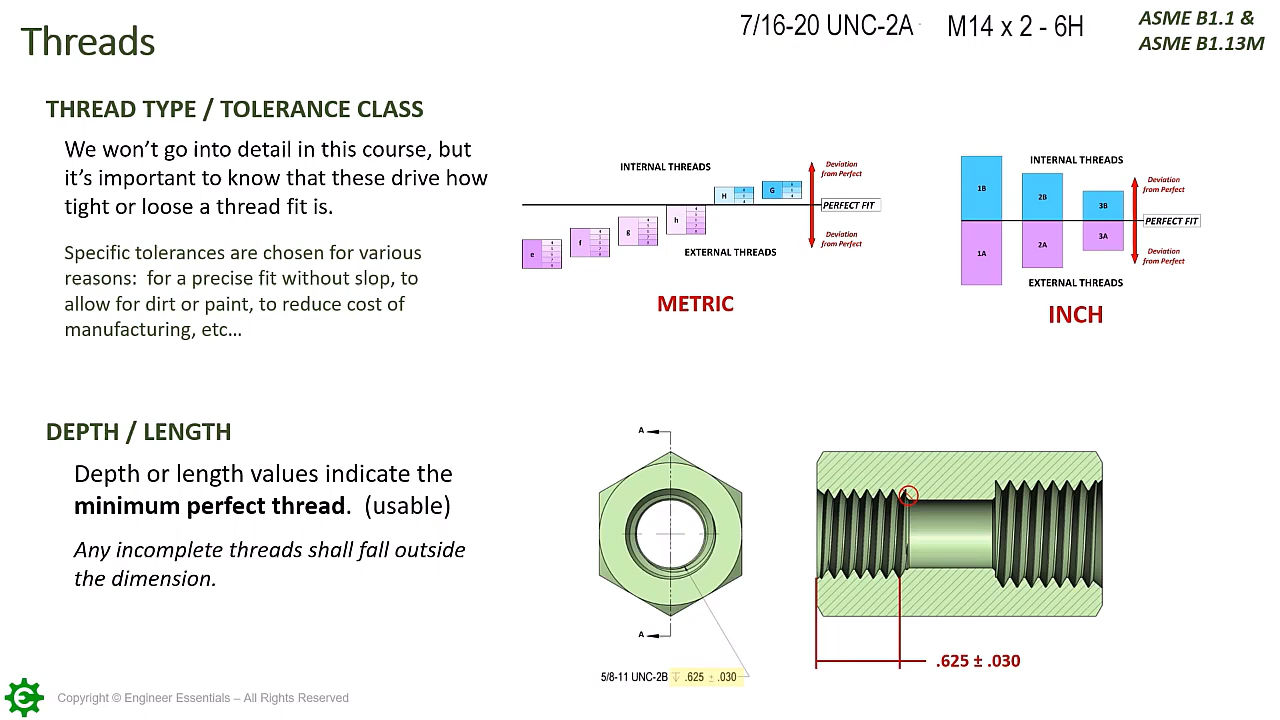 Threads
7/16-20 UNC-2A
M14 x 2 - 6H
ASME B1.1 &
ASME B1.13M
THREAD TYPE / TOLERANCE CLASS
We won't go into detail in this course, but
it's important to know that these drive how
tight or loose a thread fit is.
Specific tolerances are chosen for various
reasons:  for a precise fit without slop, to
allow for dirt or paint, to reduce cost of
manufacturing, etc…
INTERNAL THREADS
Deviation
from Perfect
H
G
PERFECT FIT
h
g
f
e
Deviation
from Perfect
EXTERNAL THREADS
METRIC
INTERNAL THREADS
1B
2B
3B
Deviation
from Perfect
PERFECT FIT
1A
2A
3A
Deviation
from Perfect
EXTERNAL THREADS
INCH
DEPTH / LENGTH
Depth or length values indicate the
minimum perfect thread.  (usable)
Any incomplete threads shall fall outside
the dimension.
A
A
5/8-11 UNC-2B ↧ .625 ± .030
.625 ± .030
Copyright © Engineer Essentials – All Rights Reserved